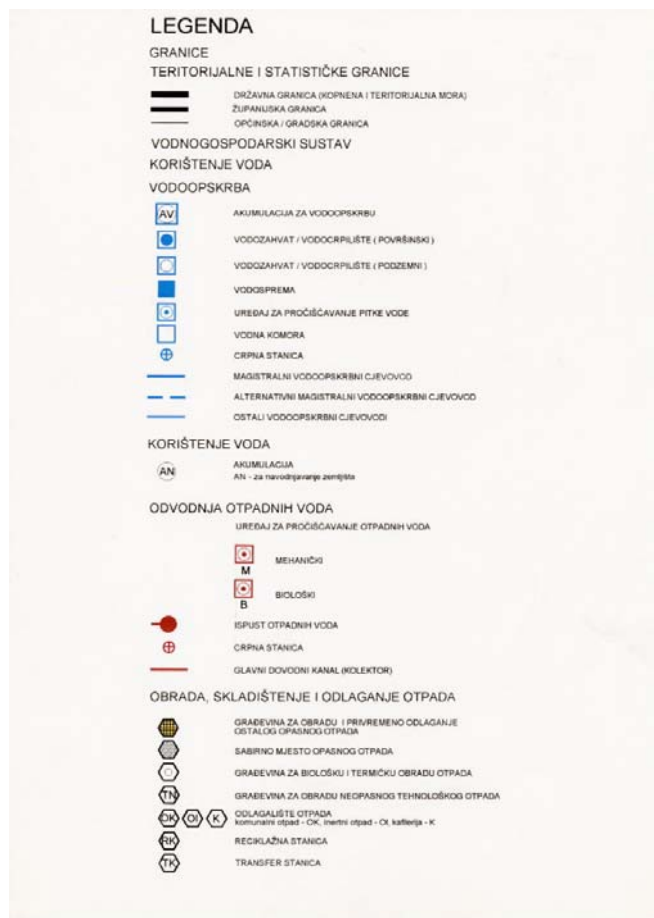 LEGENDA
GRANICE
TERITORIJALNE I STATISTIČKE GRANICE
DRŽAVNA GRANICA (KOPNENA I TERITORIJALNA MORA)
ŽUPANIJSKA GRANICA
OPĆINSKA / GRADSKA GRANICA
VODNOGOSPODARSKI SUSTAV
KORIŠTENJE VODA
VODOOPSKRBA
AV AKUMULACIJA ZA VODOOPSKRBU
VODOZAHVAT / VODOCRPILIŠTE ( POVRŠINSKI )
VODOZAHVAT / VODOCRPILIŠTE ( PODZEMNI )
VODOSPREMA
UREĐAJ ZA PROČIŠĆAVANJE PITKE VODE
VODNA KOMORA
CRPNA STANICA
MAGISTRALNI VODOOPSKRBNI CJEVOVOD
ALTERNATIVNI MAGISTRALNI VODOOPSKRBNI CJEVOVOD
OSTALI VODOOPSKRBNI CJEVOVODI
KORIŠTENJE VODA
AN AKUMULACIJA
AN - za navodnjavanje zemljišta
ODVODNJA OTPADNIH VODA
UREĐAJ ZA PROČIŠĆAVANJE OTPADNIH VODA
MEHANIČKI
M
BIOLOŠKI
B
ISPUST OTPADNIH VODA
CRPNA STANICA
GLAVNI DOVODNI KANAL (KOLEKTOR)
OBRADA, SKLADIŠTENJE I ODLAGANJE OTPADA
GRAĐEVINA ZA OBRADU I PRIVREMENO ODLAGANJE
OSTALOG OPASNOG OTPADA
SABIRNO MJESTO OPASNOG OTPADA
GRAĐEVINA ZA BIOLOŠKU I TERMIČKU OBRADU OTPADA
TN GRAĐEVINA ZA OBRADU NEOPASNOG TEHNOLOŠKOG OTPADA
OK OI K ODLAGALIŠTE OTPADA
komunalni otpad - OK, inertni otpad - OI, kafilerija - K
RK RECIKLAŽNA STANICA
TK TRANSFER STANICA